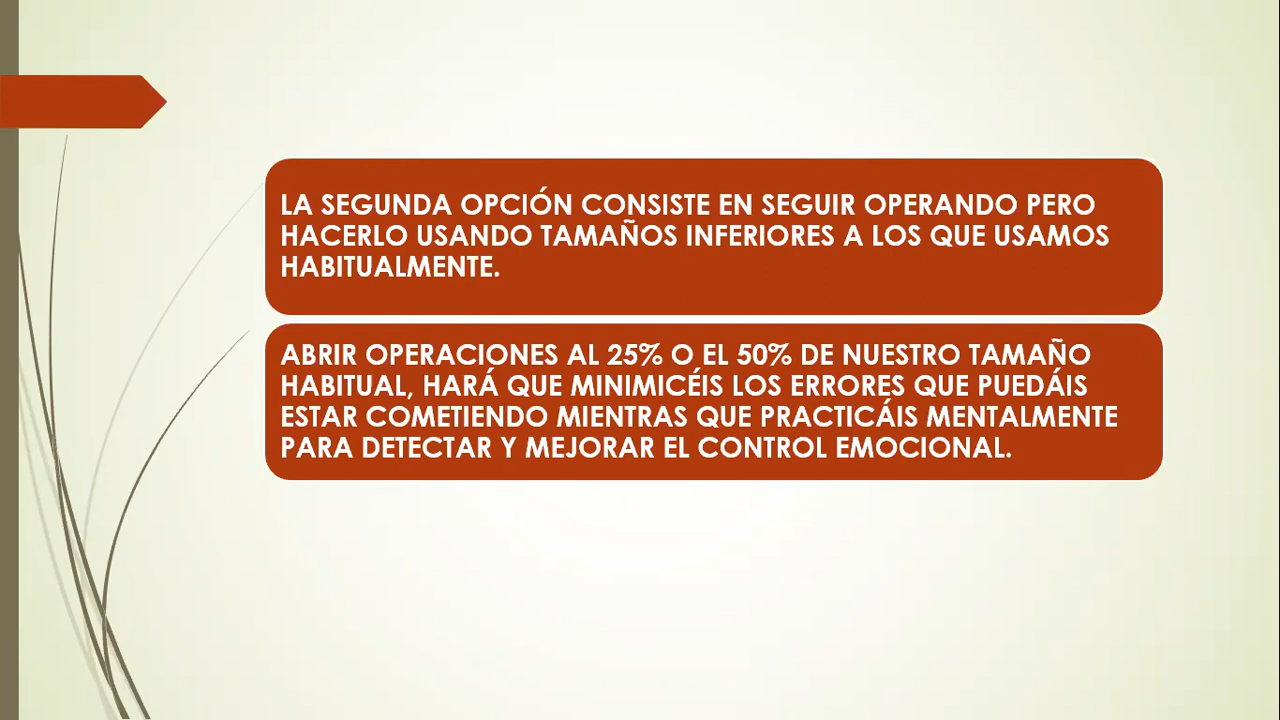 LA SEGUNDA OPCIÓN CONSISTE EN SEGUIR OPERANDO PERO
HACERLO USANDO TAMAÑOS INFERIORES A LOS QUE USAMOS
HABITUALMENTE.
ABRIR OPERACIONES AL 25% O EL 50% DE NUESTRO TAMAÑO
HABITUAL, HARÁ QUE MINIMICÉIS LOS ERRORES QUE PUEDÁIS
ESTAR COMETIENDO MIENTRAS QUE PRACTICÁIS MENTALMENTE
PARA DETECTAR Y MEJORAR EL CONTROL EMOCIONAL.